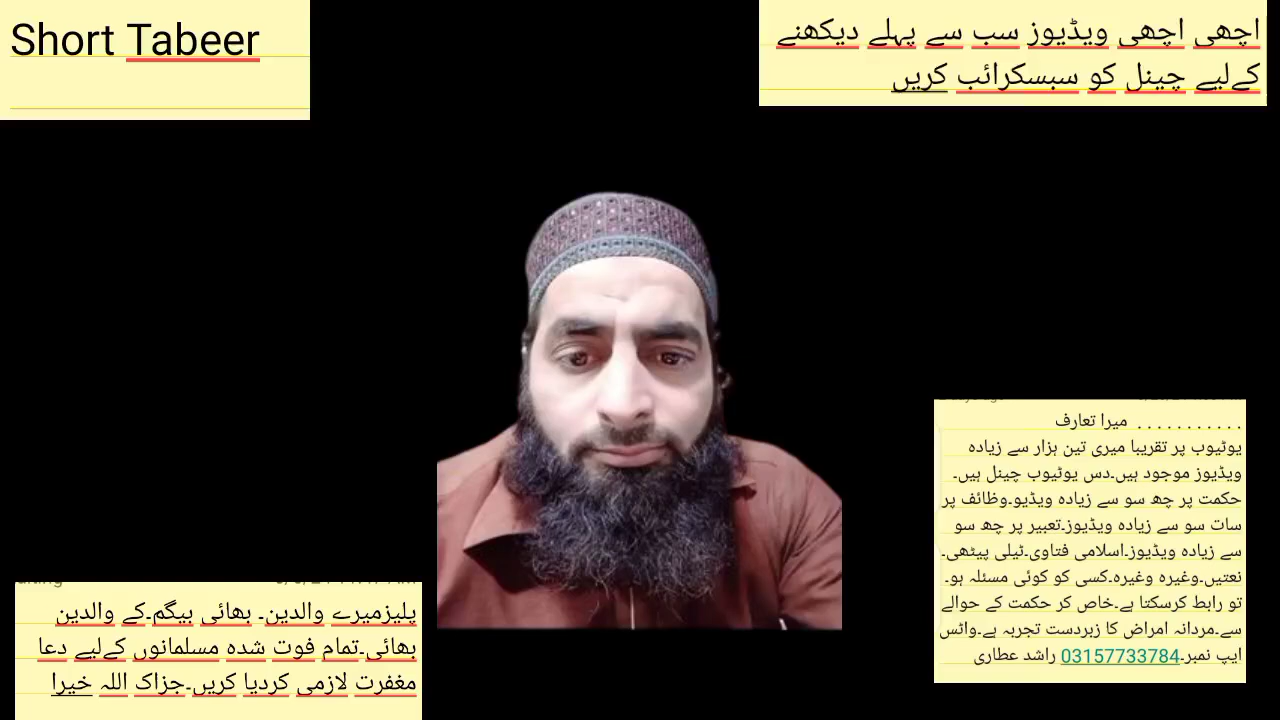 Short Tabeer
اچھی اچھی ویڈیوز سب سے پہلے دیکھنے
کےلیے چینل کو سبسکرائب کریں
. . . . . . . . . . . میرا تعارف
یوٹیوب پر تقریبا میری تین ہزار سے زیادہ
ویڈیوز موجود ہیں۔دس یوٹیوب چینل ہیں۔
حکمت پر چھ سو سے زیادہ ویڈیو۔وظائف پر
سات سو سے زیادہ ویڈیوز۔تعبیر پر چھ سو
سے زیادہ ویڈیوز۔اسلامی فتاوی۔ٹیلی پیتھی۔
نعتیں۔وغیرہ وغیرہ۔کسی کو کوئی مسئلہ ہو۔
تو رابط کرسکتا ہے۔خاص کر حکمت کے حوالے
سے۔مردانہ امراض کا زبردست تجربہ ہے۔واٹس
ایپ نمبر۔03157733784 راشد عطاری
پلیزمیرے والدین۔ بھائی بیگم۔کے والدین
بھائی۔تمام فوت شدہ مسلمانوں کےلیے دعا
مغفرت لازمی کردیا کریں۔جزاک اللہ خیرا